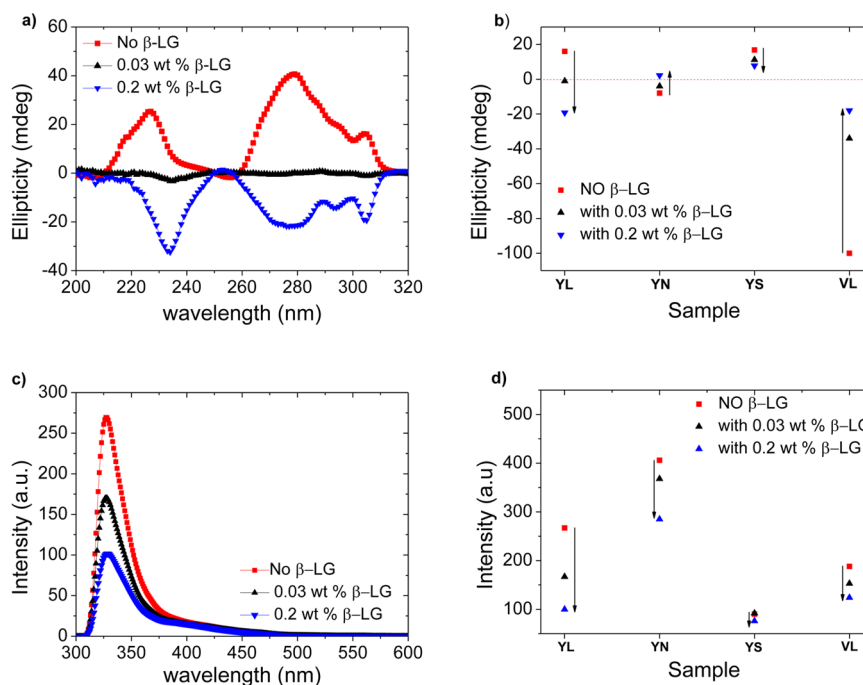 a)
No β-LG
0.03 wt % β-LG
0.2 wt % β-LG
60
40
20
0
-20
-40
Ellipticity (mdeg)
200 220 240 260 280 300 320
wavelength (nm)
b)
20
0
-20
-40
-60
-80
-100
Ellipicity (mdeg)
NO β–LG
with 0.03 wt % β–LG
with 0.2 wt % β–LG
YL YN YS VL
Sample
c)
300
250
200
150
100
50
0
Intensity (a.u.)
No β–LG
0.03 wt % β–LG
0.2 wt % β–LG
300 350 400 450 500 550 600
wavelength (nm)
d)
500
400
300
200
100
Intensity (a.u)
NO β–LG
with 0.03 wt % β–LG
with 0.2 wt % β–LG
YL YN YS VL
Sample